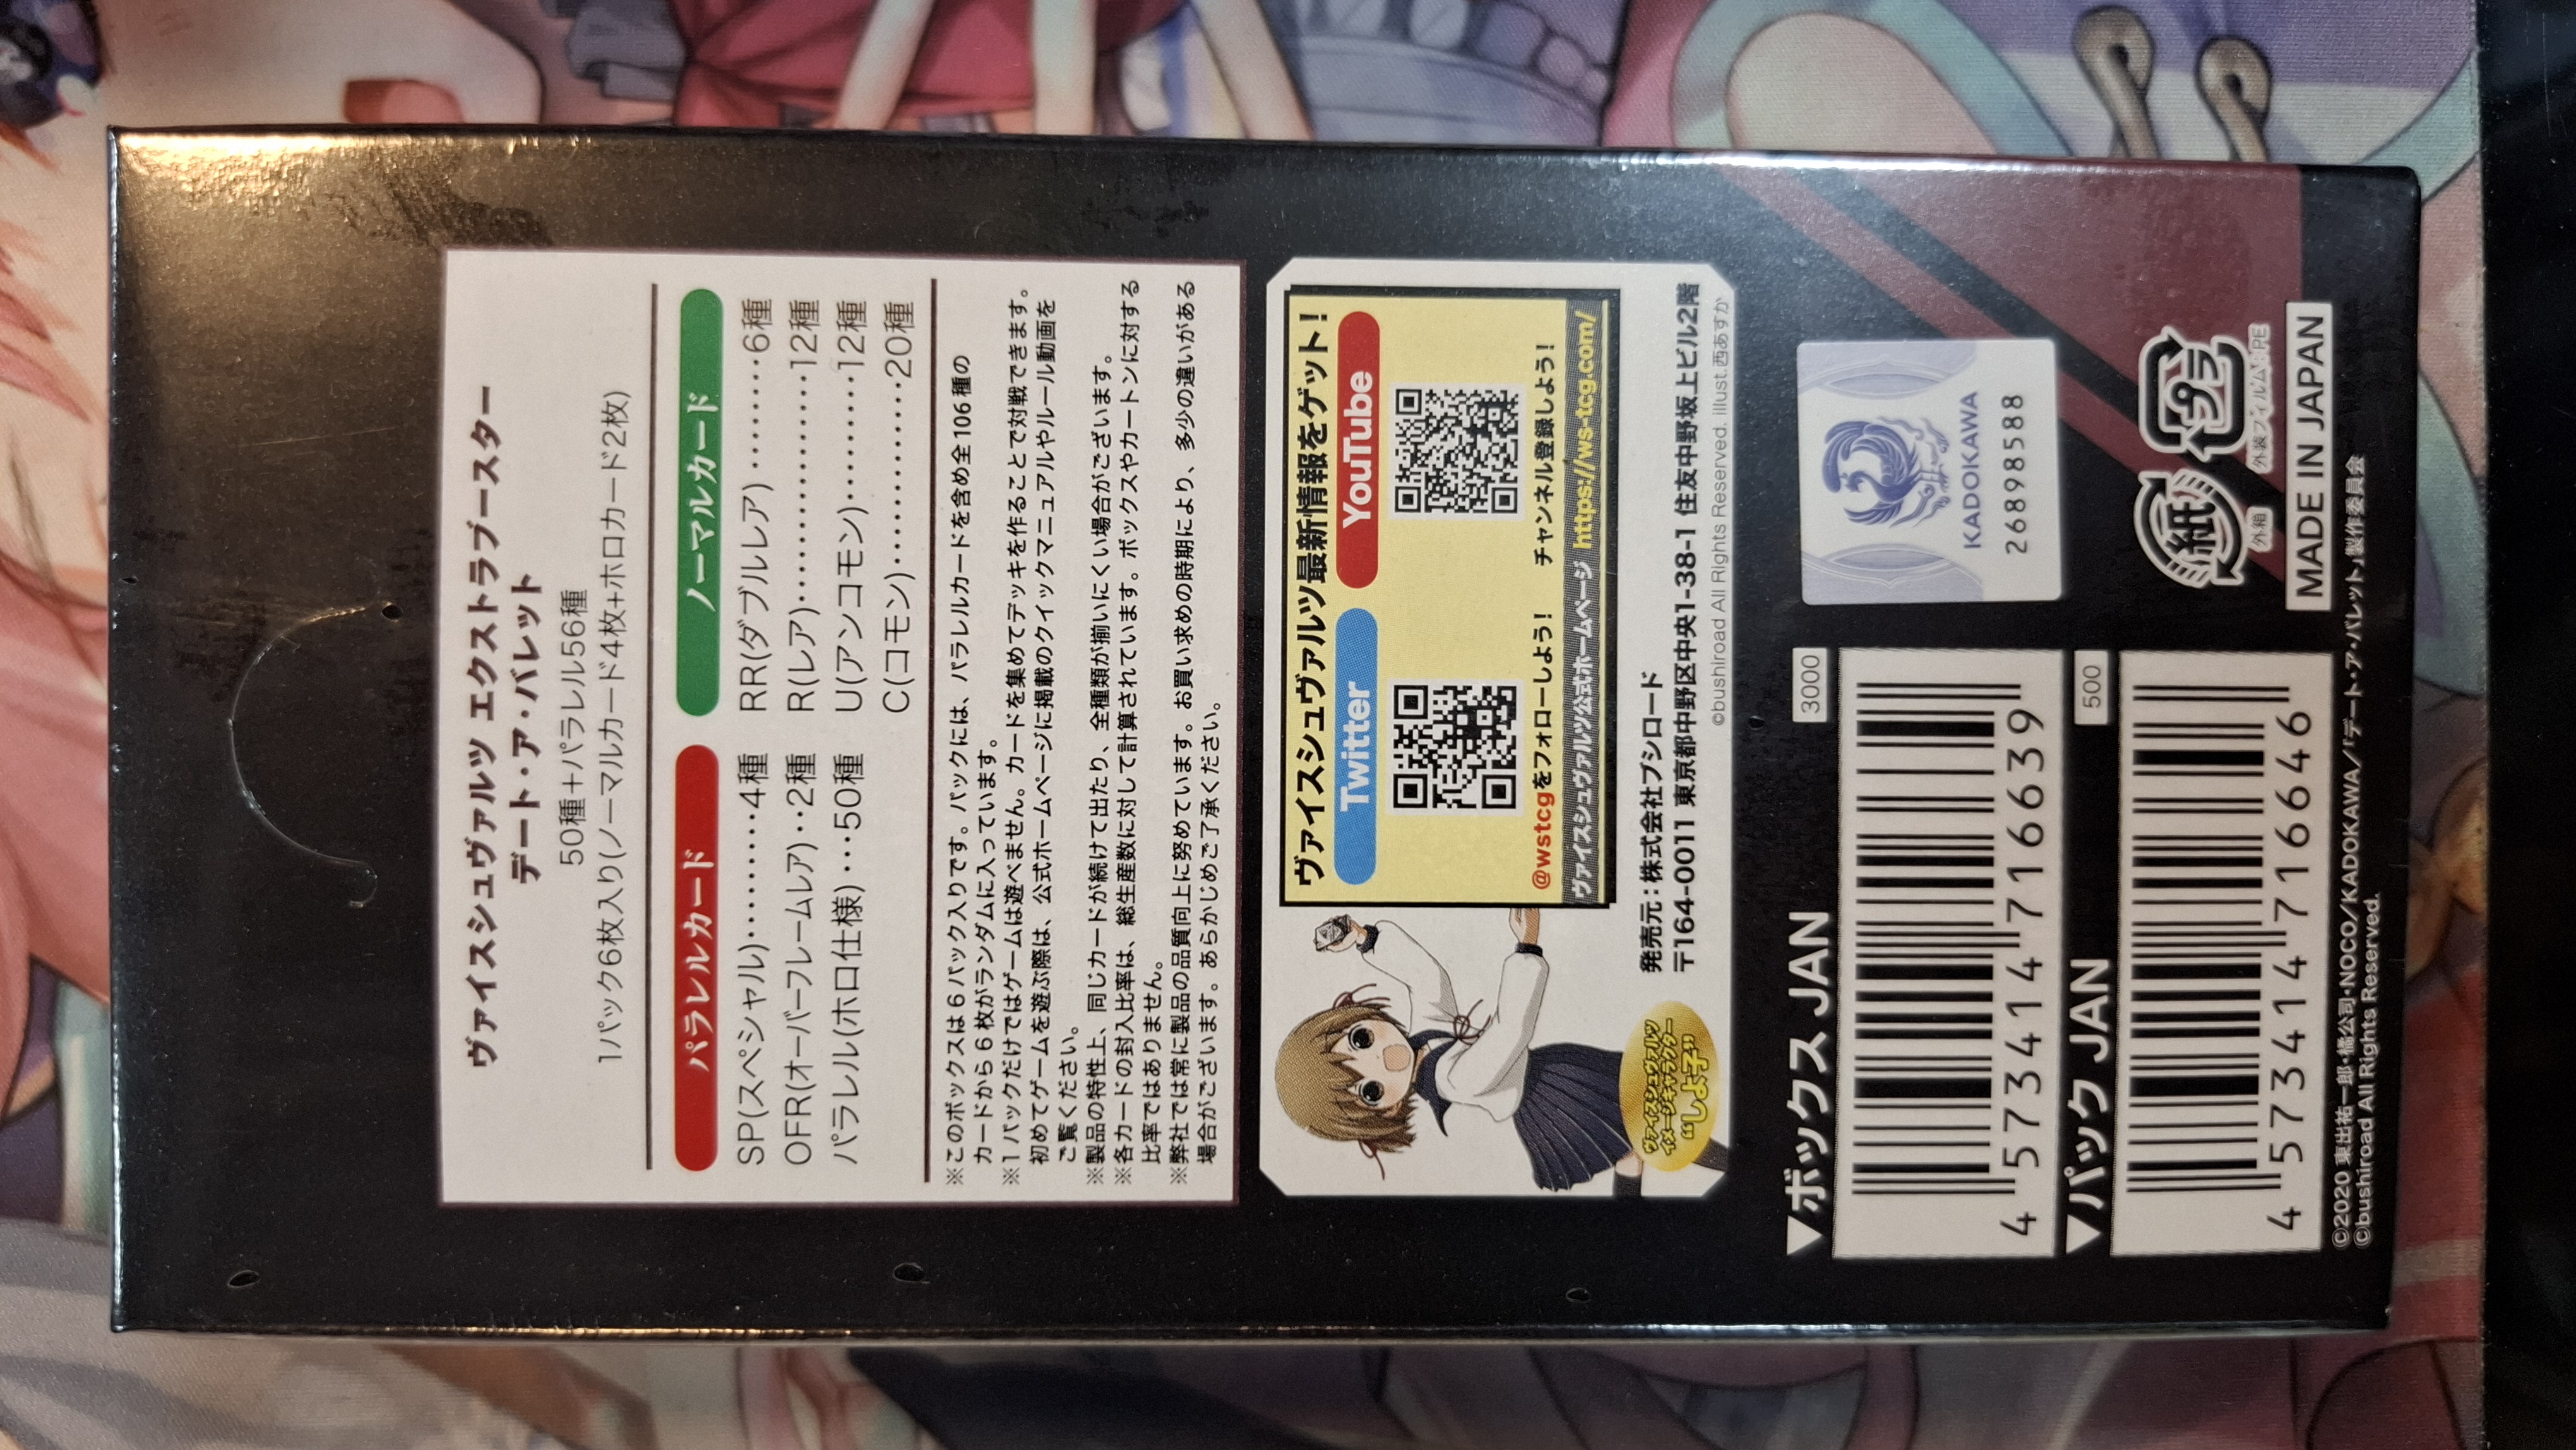 ヴァイスシュヴァルツ エクストラブースター
デート・ア・バレット
50種+パラレル56種
1パック6枚入り(ノーマルカード4枚+ホロカード2枚)
パラレルカード
SP(スペシャル)··········4種
OFR(オーバーフレームレア)··2種
パラレル(ホロ仕様)···50種
ノーマルカード
RR(ダブルレア)········6種
R(レア)·················12種
U(アンコモン)···········12種
C(コモン)···············20種
※このボックスは6パック入りです。パックには、パラレルカードを含め全106種の
カードから6枚がランダムに入っています。
※1パックだけではゲームは遊べません。カードを集めてデッキを作ることで対戦できます。
初めてゲームを遊ぶ際は、公式ホームページに掲載のクイックマニュアルやルール動画を
ご覧ください。
※製品の特性上、同じカードが続けて出たり、全種類が揃いにくい場合がございます。
※各カードの封入比率は、総生産数に対して計算されています。ボックスやカートンに対する
比率ではありません。
※弊社では常に製品の品質向上に努めています。お買い求めの時期により、多少の違いがある
場合がございます。あらかじめご了承ください。
ヴァイスシュヴァルツ最新情報をゲット!
Twitter
YouTube
@wstcgをフォローしよう!
チャンネル登録しよう!
ヴァイスシュヴァルツ公式ホームページ https://ws-tcg.com/
ヴァイスシュヴァルツ
イメージキャラクター
“しよ子”
発売元:株式会社ブシロード
〒164-0011 東京都中野区中央1-38-1 住友中野坂上ビル2階
©bushiroad All Rights Reserved. illust.西あすか
▼ボックス JAN
3000
4 573414 716639
▼パック JAN
500
4 573414 716646
KADOKAWA
26898588
紙
外箱
プラ
外装フィルム:PE
MADE IN JAPAN
©2020 東出祐一郎・橘公司・NOCO/KADOKAWA/「デート・ア・バレット」製作委員会
©bushiroad All Rights Reserved.